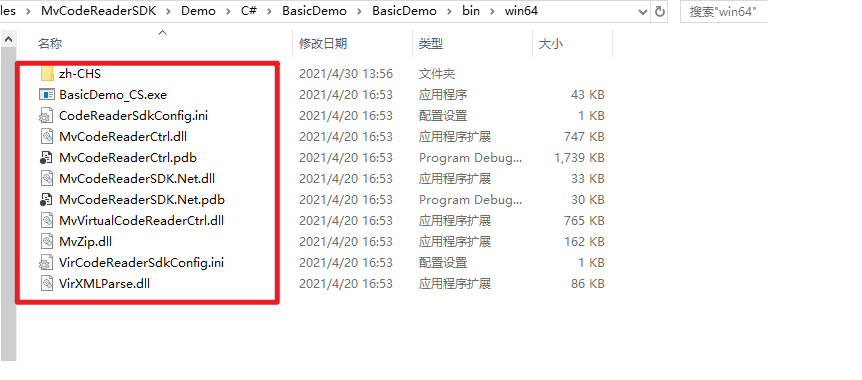 les > MvCodeReaderSDK > Demo > C# > BasicDemo > BasicDemo > bin > win64 搜索"win64"
名称 修改日期 类型 大小
zh-CHS 2021/4/30 13:56 文件夹
BasicDemo_CS.exe 2021/4/20 16:53 应用程序 43 KB
CodeReaderSdkConfig.ini 2021/4/20 16:53 配置设置 1 KB
MvCodeReaderCtrl.dll 2021/4/20 16:53 应用程序扩展 747 KB
MvCodeReaderCtrl.pdb 2021/4/20 16:53 Program Debug... 1,739 KB
MvCodeReaderSDK.Net.dll 2021/4/20 16:53 应用程序扩展 33 KB
MvCodeReaderSDK.Net.pdb 2021/4/20 16:53 Program Debug... 30 KB
MvVirtualCodeReaderCtrl.dll 2021/4/20 16:53 应用程序扩展 765 KB
MvZip.dll 2021/4/20 16:53 应用程序扩展 162 KB
VirCodeReaderSdkConfig.ini 2021/4/20 16:53 配置设置 1 KB
VirXMLParse.dll 2021/4/20 16:53 应用程序扩展 86 KB